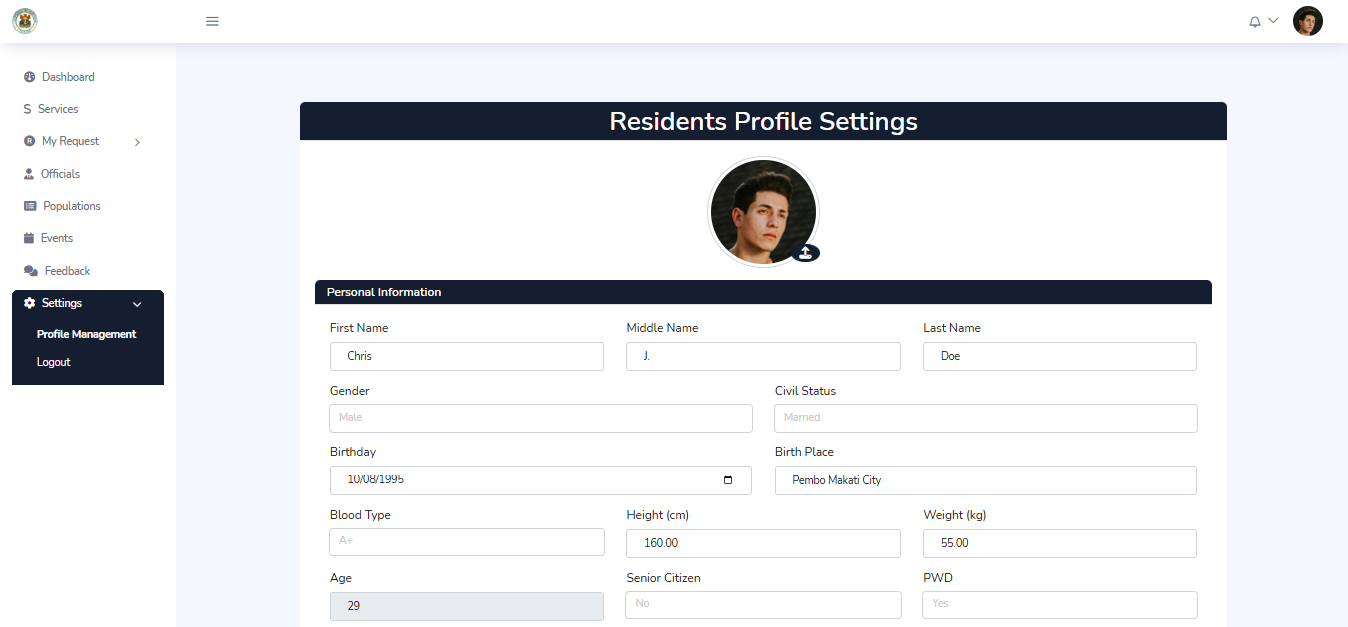 Dashboard
S Services
R My Request
Officials
Populations
Events
Feedback
Settings
Profile Management
Logout
Residents Profile Settings
Personal Information
First Name Middle Name Last Name
Chris J. Doe
Gender Civil Status
Male Married
Birthday Birth Place
10/08/1995 Pembo Makati City
Blood Type Height (cm) Weight (kg)
A+ 160.00 55.00
Age Senior Citizen PWD
29 No Yes